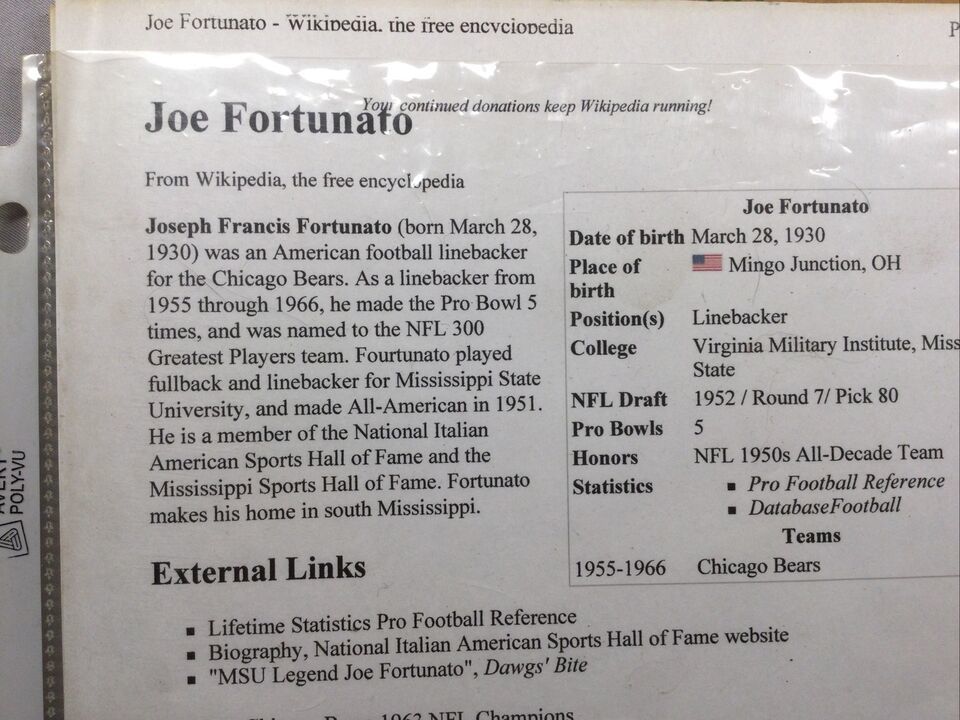 Joe Fortunato - Wikipedia, the free encyclopedia
P
Your continued donations keep Wikipedia running!
Joe Fortunato
From Wikipedia, the free encyclopedia
Joseph Francis Fortunato (born March 28,
1930) was an American football linebacker
for the Chicago Bears. As a linebacker from
1955 through 1966, he made the Pro Bowl 5
times, and was named to the NFL 300
Greatest Players team. Fourtunato played
fullback and linebacker for Mississippi State
University, and made All-American in 1951.
He is a member of the National Italian
American Sports Hall of Fame and the
Mississippi Sports Hall of Fame. Fortunato
makes his home in south Mississippi.
Joe Fortunato
Date of birth March 28, 1930
Place of Mingo Junction, OH
birth
Position(s) Linebacker
College Virginia Military Institute, Miss
State
NFL Draft 1952 / Round 7/ Pick 80
Pro Bowls 5
Honors NFL 1950s All-Decade Team
Statistics ▪ Pro Football Reference
▪ DatabaseFootball
Teams
1955-1966 Chicago Bears
External Links
▪ Lifetime Statistics Pro Football Reference
▪ Biography, National Italian American Sports Hall of Fame website
▪ "MSU Legend Joe Fortunato", Dawgs' Bite
1963 NFL Champions
AVERY
POLY-VU